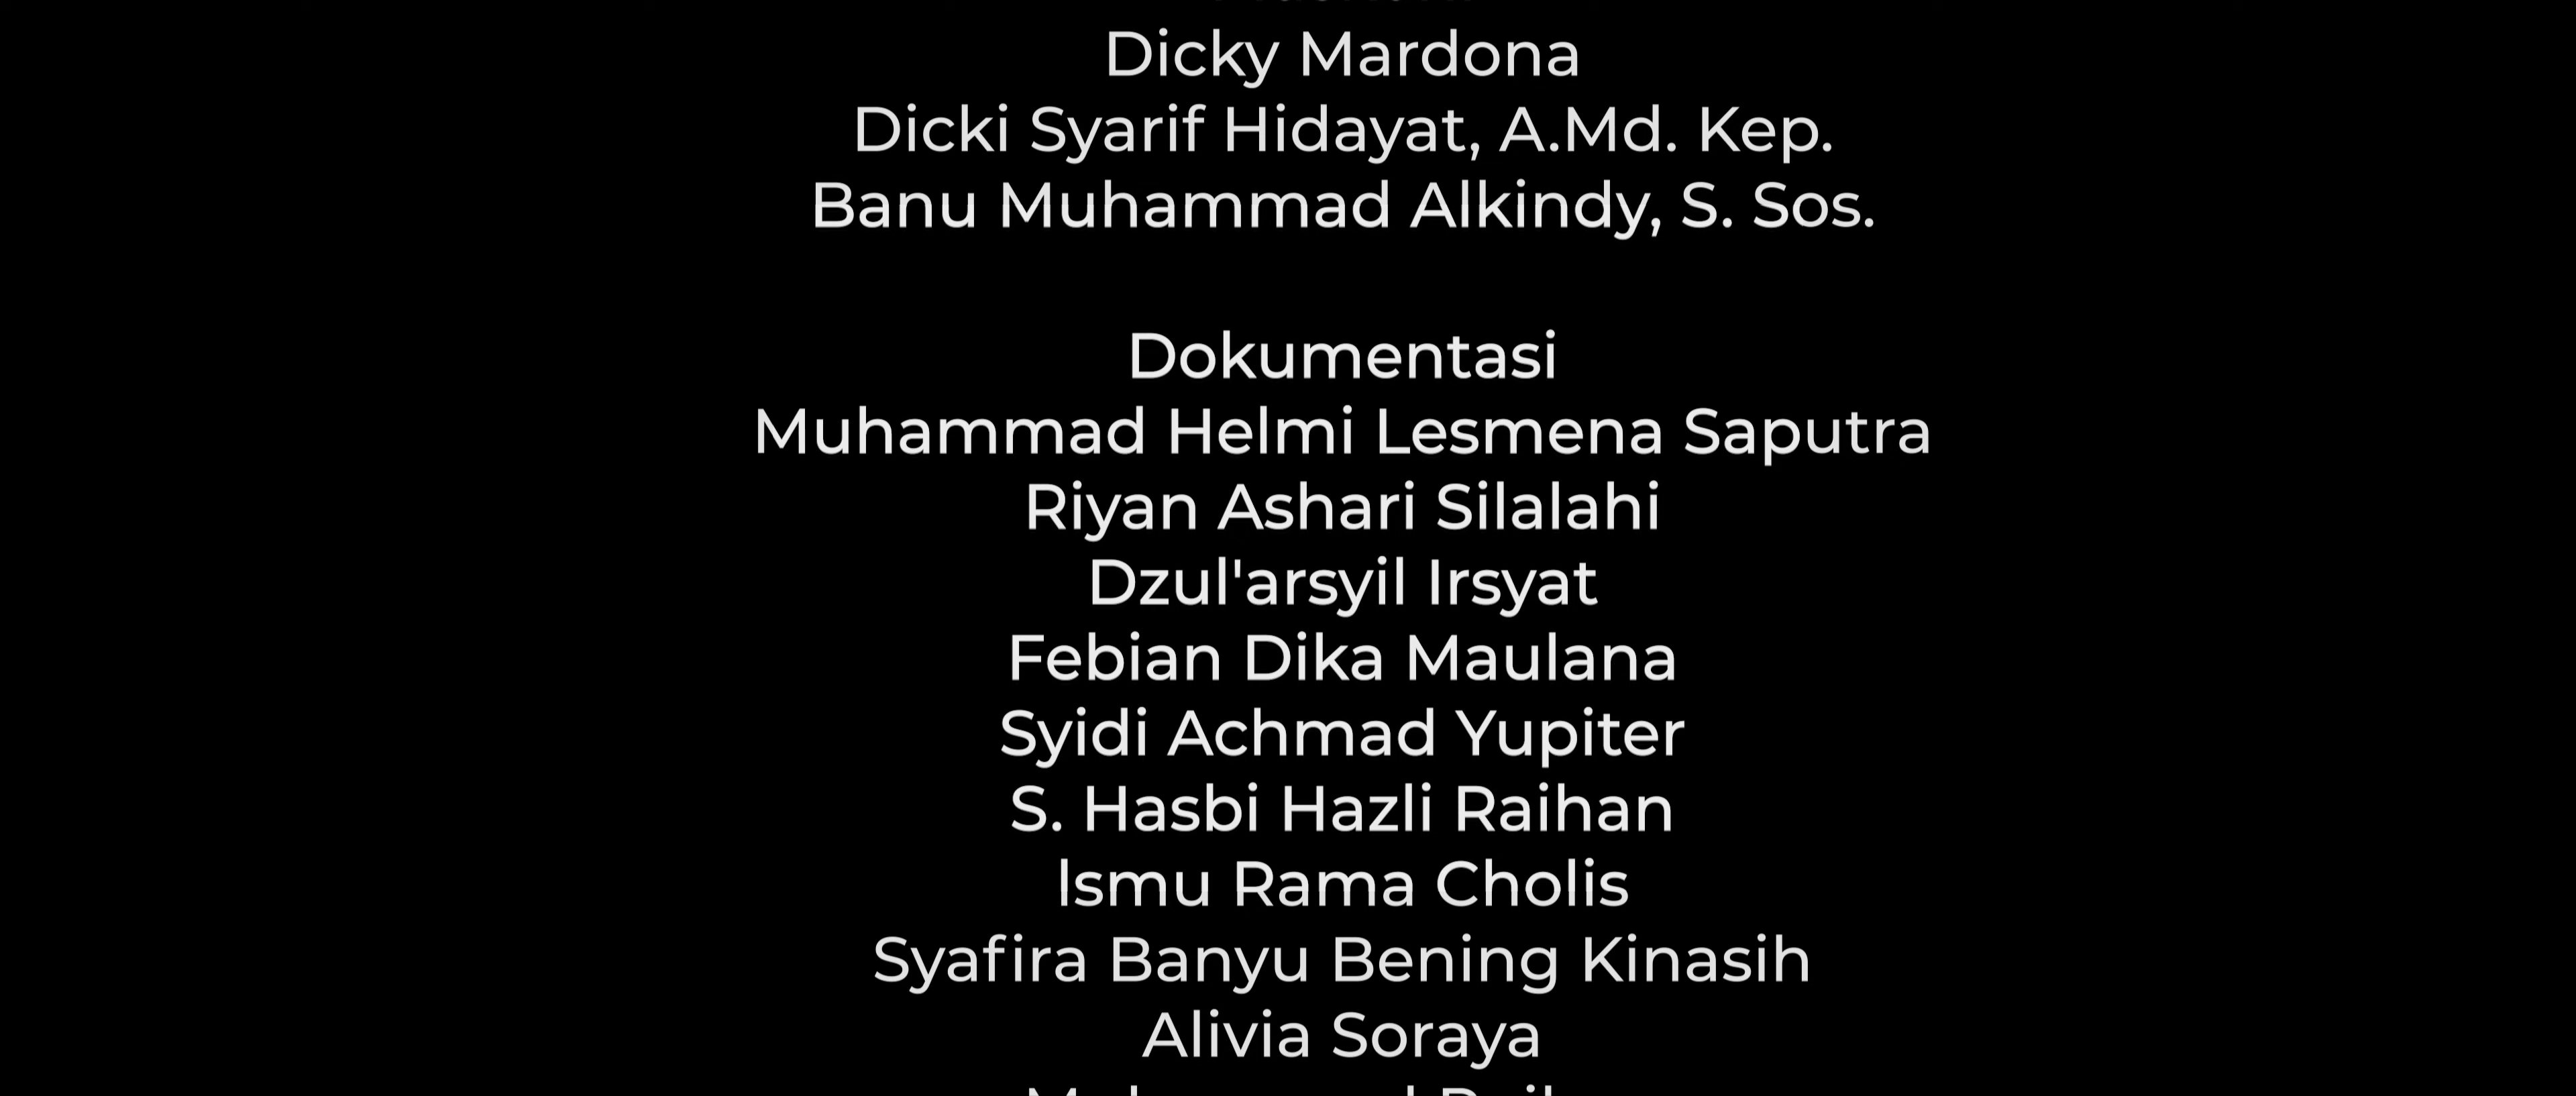 Dicky Mardona
Dicki Syarif Hidayat, A.Md. Kep.
Banu Muhammad Alkindy, S. Sos.
Dokumentasi
Muhammad Helmi Lesmena Saputra
Riyan Ashari Silalahi
Dzul'arsyil Irsyat
Febian Dika Maulana
Syidi Achmad Yupiter
S. Hasbi Hazli Raihan
Ismu Rama Cholis
Syafira Banyu Bening Kinasih
Alivia Soraya